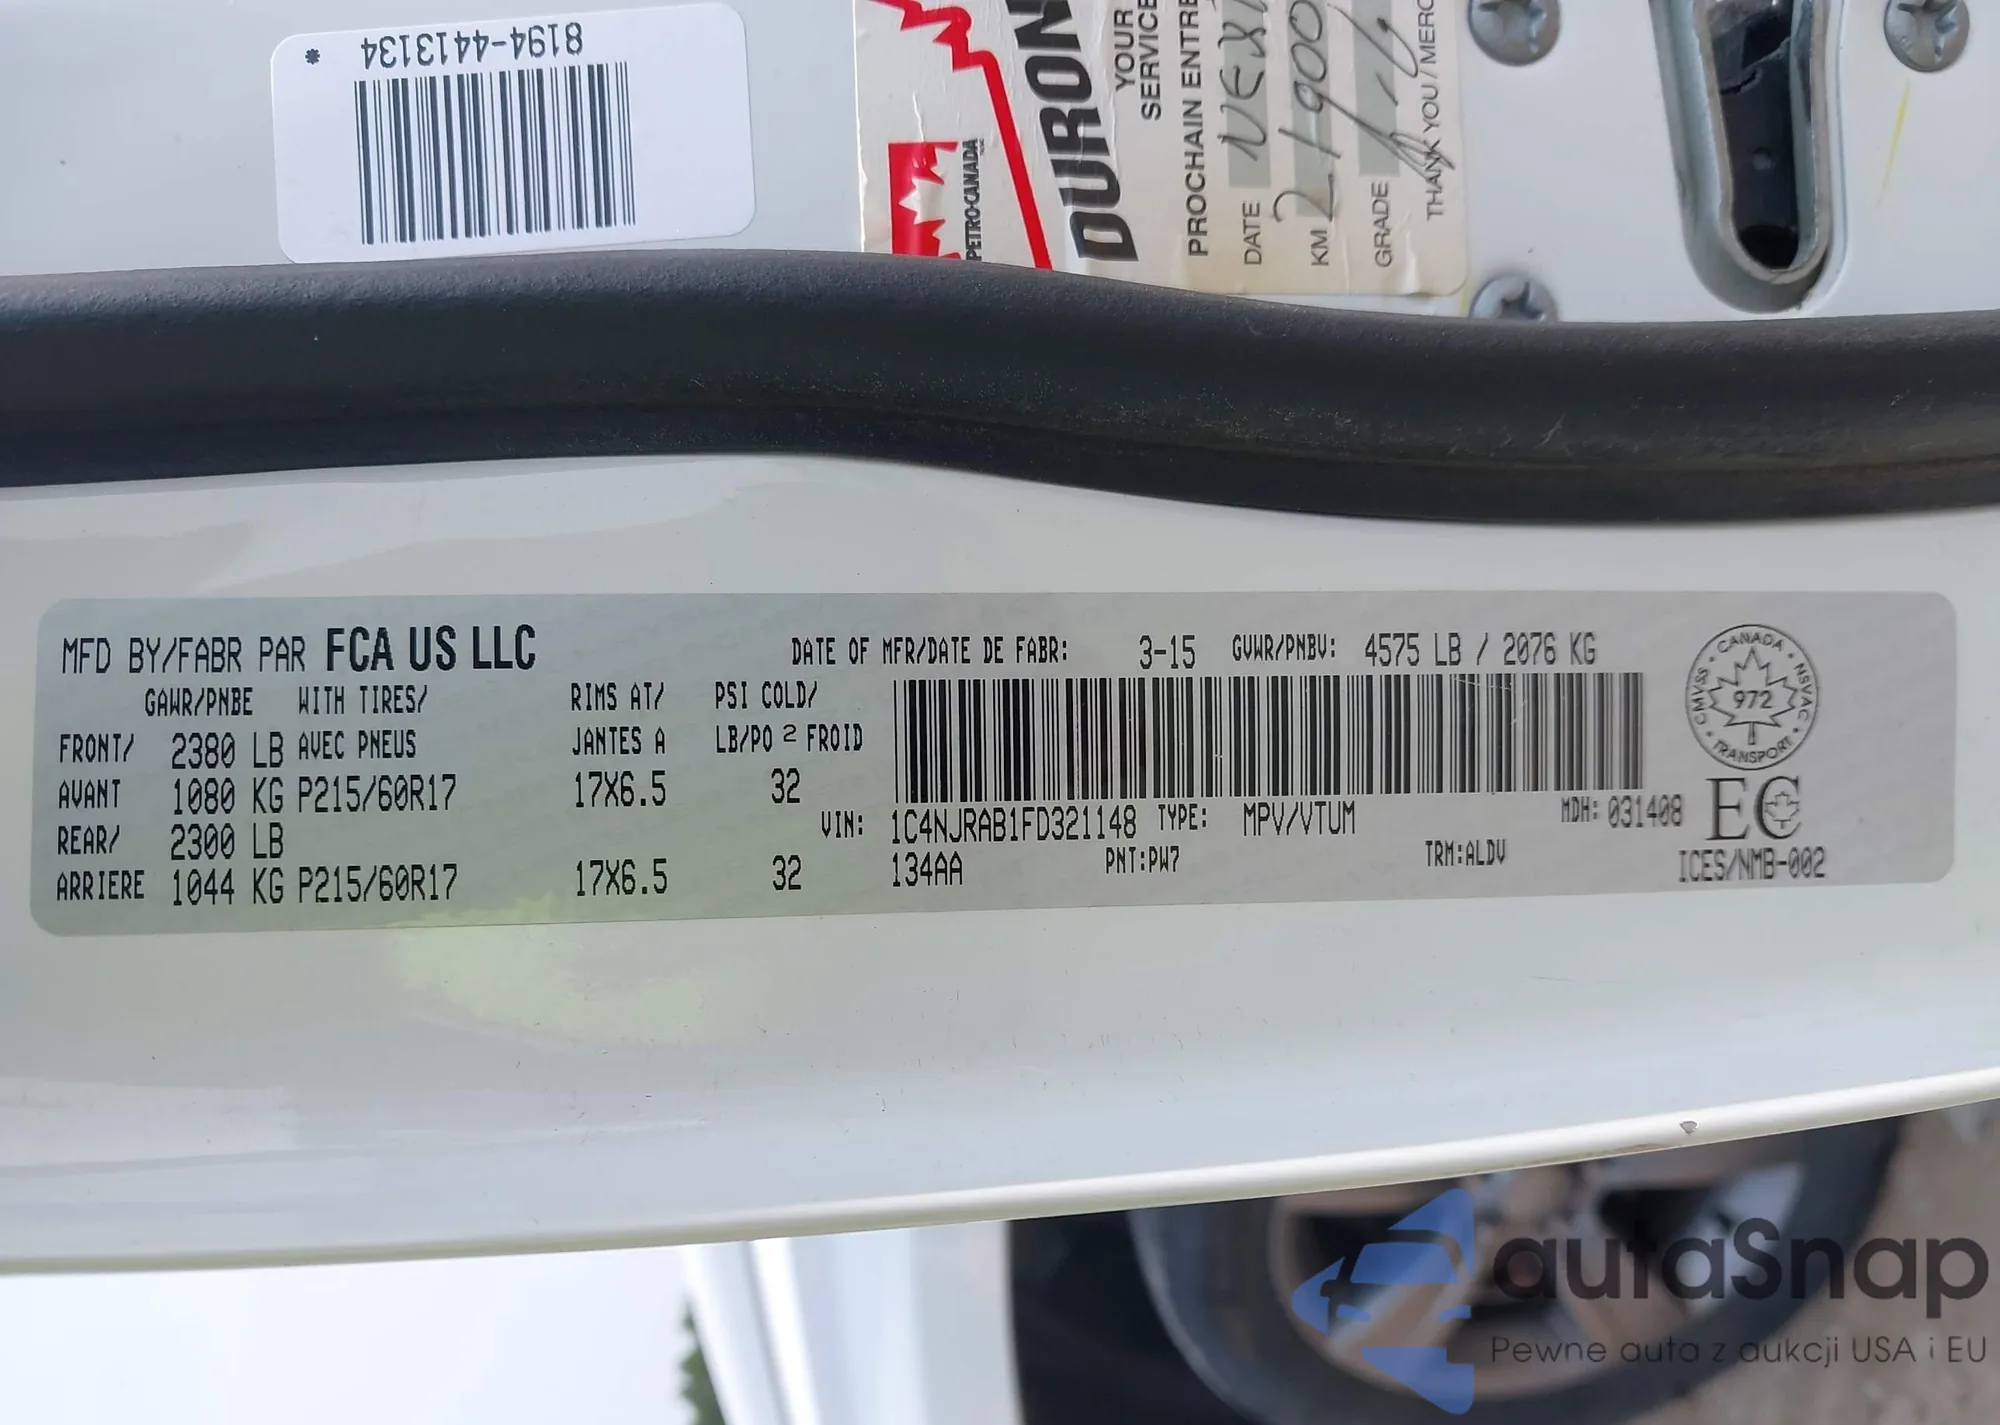 * 8194-4413134
PETRO-CANADA
DURON
YOUR
SERVICE
PROCHAIN ENTRE
DATE
KM
GRADE
THANK YOU / MERC
MFD BY/FABR PAR FCA US LLC
DATE OF MFR/DATE DE FABR: 3-15 GVWR/PNBV: 4575 LB / 2076 KG
GAWR/PNBE WITH TIRES/ RIMS AT/ PSI COLD/
FRONT/ 2380 LB AVEC PNEUS JANTES A LB/PO 2 FROID
AVANT 1080 KG P215/60R17 17X6.5 32
REAR/ 2300 LB
ARRIERE 1044 KG P215/60R17 17X6.5 32
VIN: 1C4NJRAB1FD321148 TYPE: MPV/VTUM MDH: 031408
134AA PNT:PW7 TRM:ALDV
CANADA
CMVSS 972 NSVAC
TRANSPORT
EC
ICES/NMB-002
autaSnap
Pewne auta z aukcji USA i EU